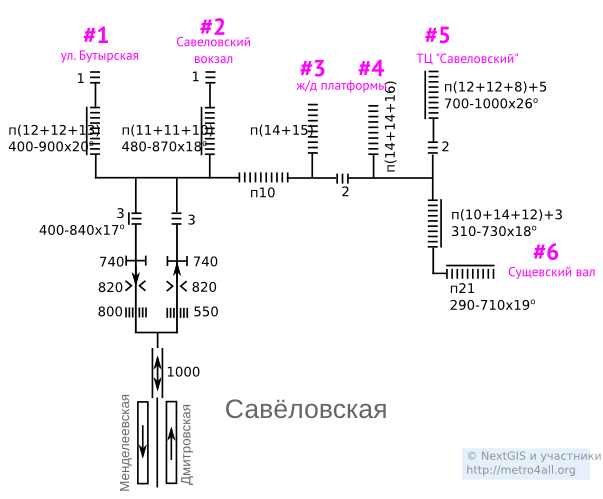 #1
ул. Бутырская
#2
Савеловский
вокзал
#3
#4
ж/д платформы
#5
ТЦ "Савеловский"
1
1
п(12+12+8)+5
700-1000x26°
п(12+12+13)
400-900x20°
п(11+11+10)
480-870x18°
п(14+15)
п(14+14+16)
2
п10
2
3
3
400-840x17°
п(10+14+12)+3
310-730x18°
#6
Сущевский вал
740
740
820
820
п21
290-710x19°
800
550
1000
Савёловская
Менделеевская
Дмитровская
© NextGIS и участники
http://metro4all.org